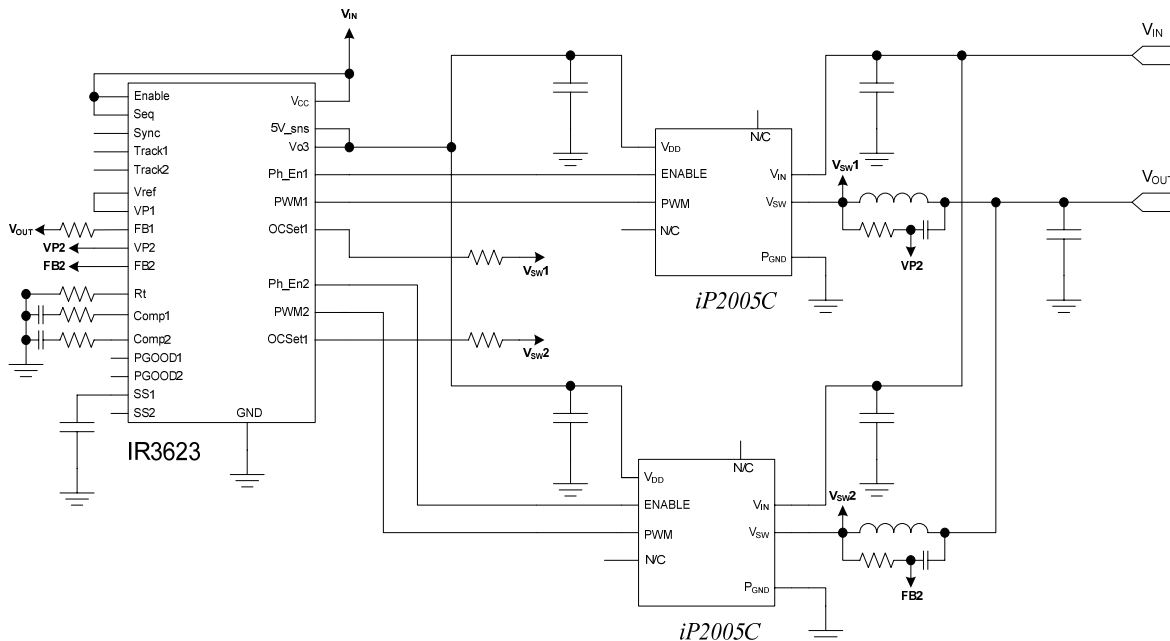 VIN
VIN
Enable
Seq
Sync
Track1
Track2
Vref
VP1
FB1
VP2
FB2
Rt
Comp1
Comp2
PGOOD1
PGOOD2
SS1
SS2
GND
VCC
5V_sns
Vo3
Ph_En1
PWM1
OCSet1
Ph_En2
PWM2
OCSet1
VOUT
VP2
FB2
IR3623
VSW1
VSW2
N/C
VDD
ENABLE
PWM
N/C
VIN
VSW
PGND
iP2005C
VSW1
VP2
VOUT
N/C
VDD
ENABLE
PWM
N/C
VIN
VSW
PGND
iP2005C
VSW2
FB2